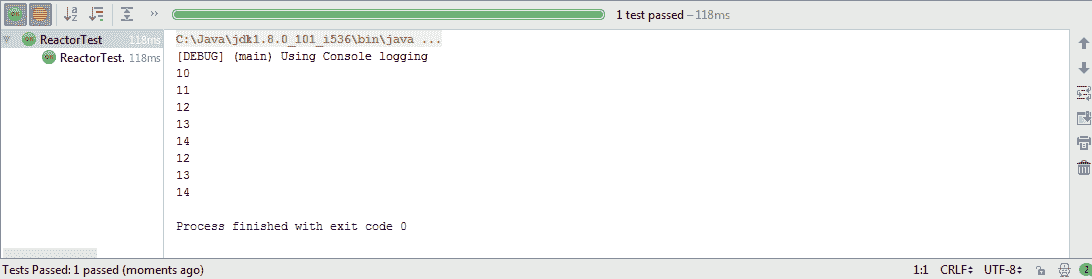 1 test passed – 118ms
ReactorTest 118ms
ReactorTest. 118ms
C:\Java\jdk1.8.0_101_i536\bin\java ...
[DEBUG] (main) Using Console logging
10
11
12
13
14
12
13
14
Process finished with exit code 0
Tests Passed: 1 passed (moments ago) 1:1 CRLF UTF-8